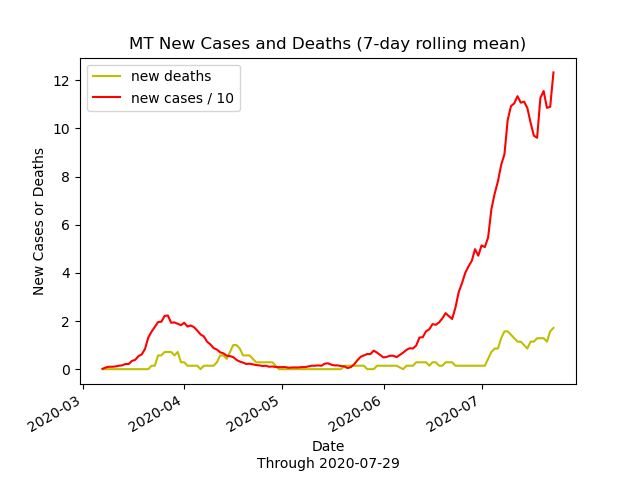 MT New Cases and Deaths (7-day rolling mean)
new deaths
new cases / 10
12
10
8
6
4
2
0
New Cases or Deaths
2020-03
2020-04
2020-05
2020-06
2020-07
Date
Through 2020-07-29